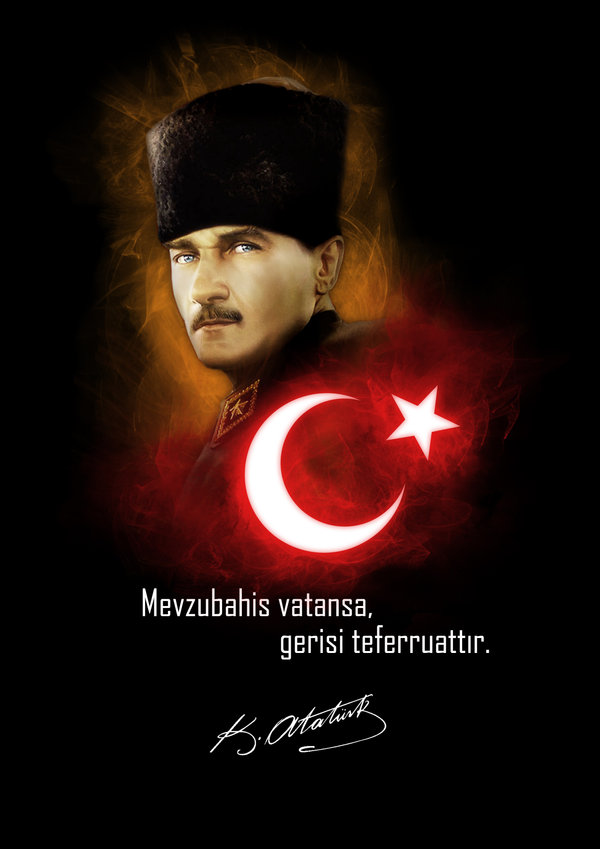 Mevzubahis vatansa,
gerisi teferruattır.
K. Atatürk